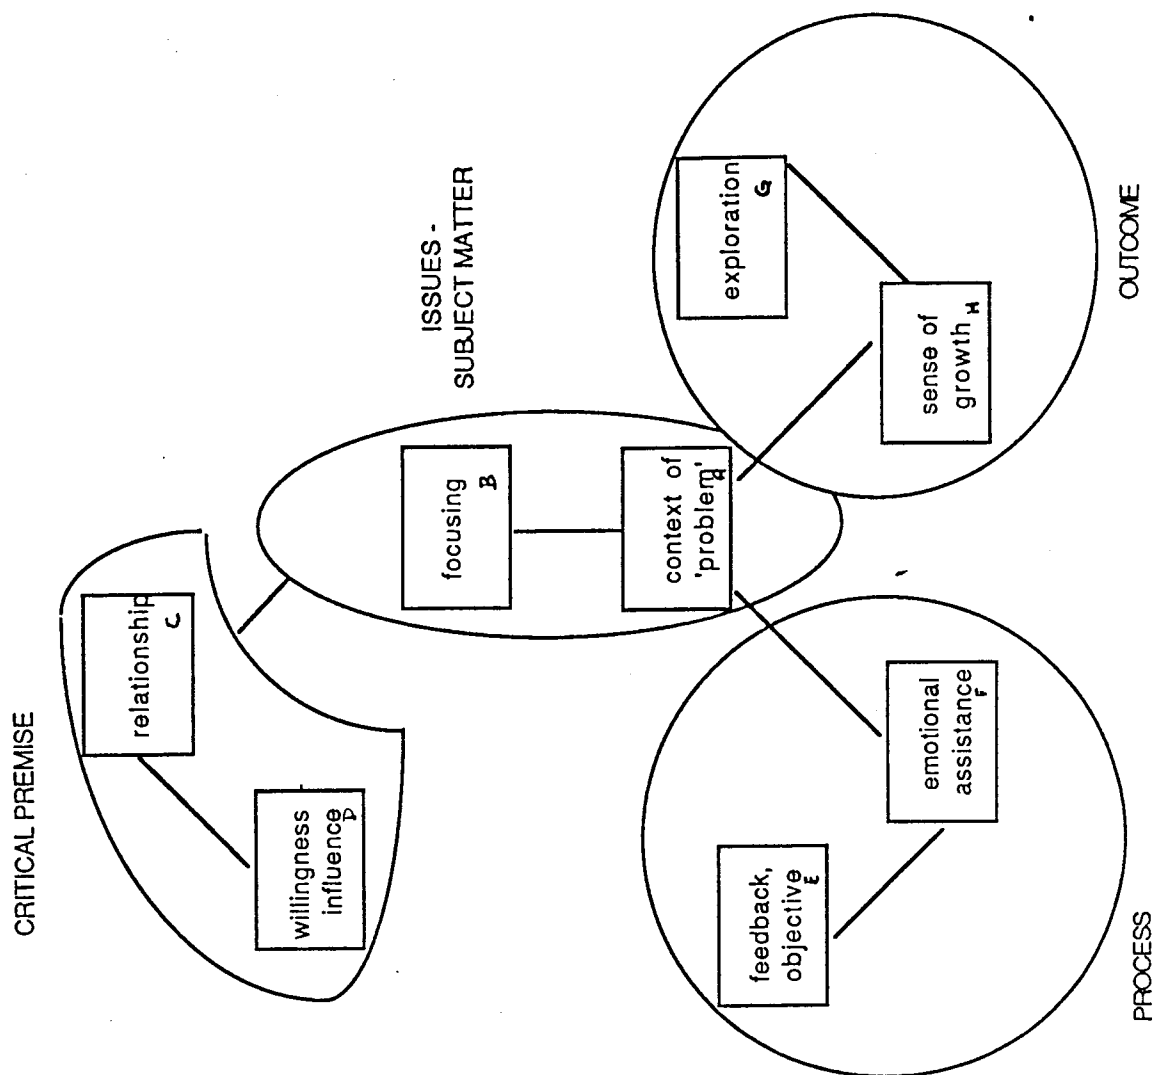 CRITICAL PREMISE
relationship
C
willingness
influence
D
ISSUES -
SUBJECT MATTER
focusing
B
context of
'problem'
A
PROCESS
feedback,
objective
E
emotional
assistance
F
OUTCOME
exploration
G
sense of
growth
H